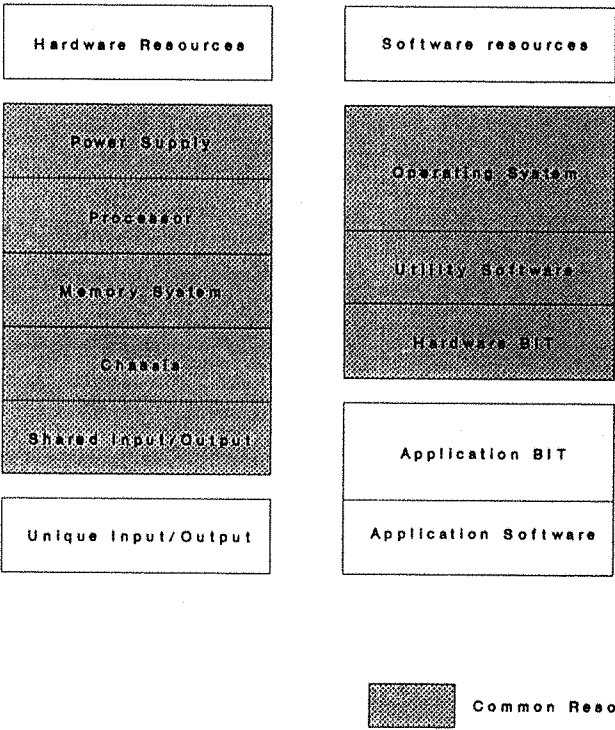 Hardware Resources
Power Supply
Processor
Memory System
Chassis
Shared Input/Output
Unique Input/Output
Software resources
Operating System
Utility Software
Hardware BIT
Application BIT
Application Software
Common Reso